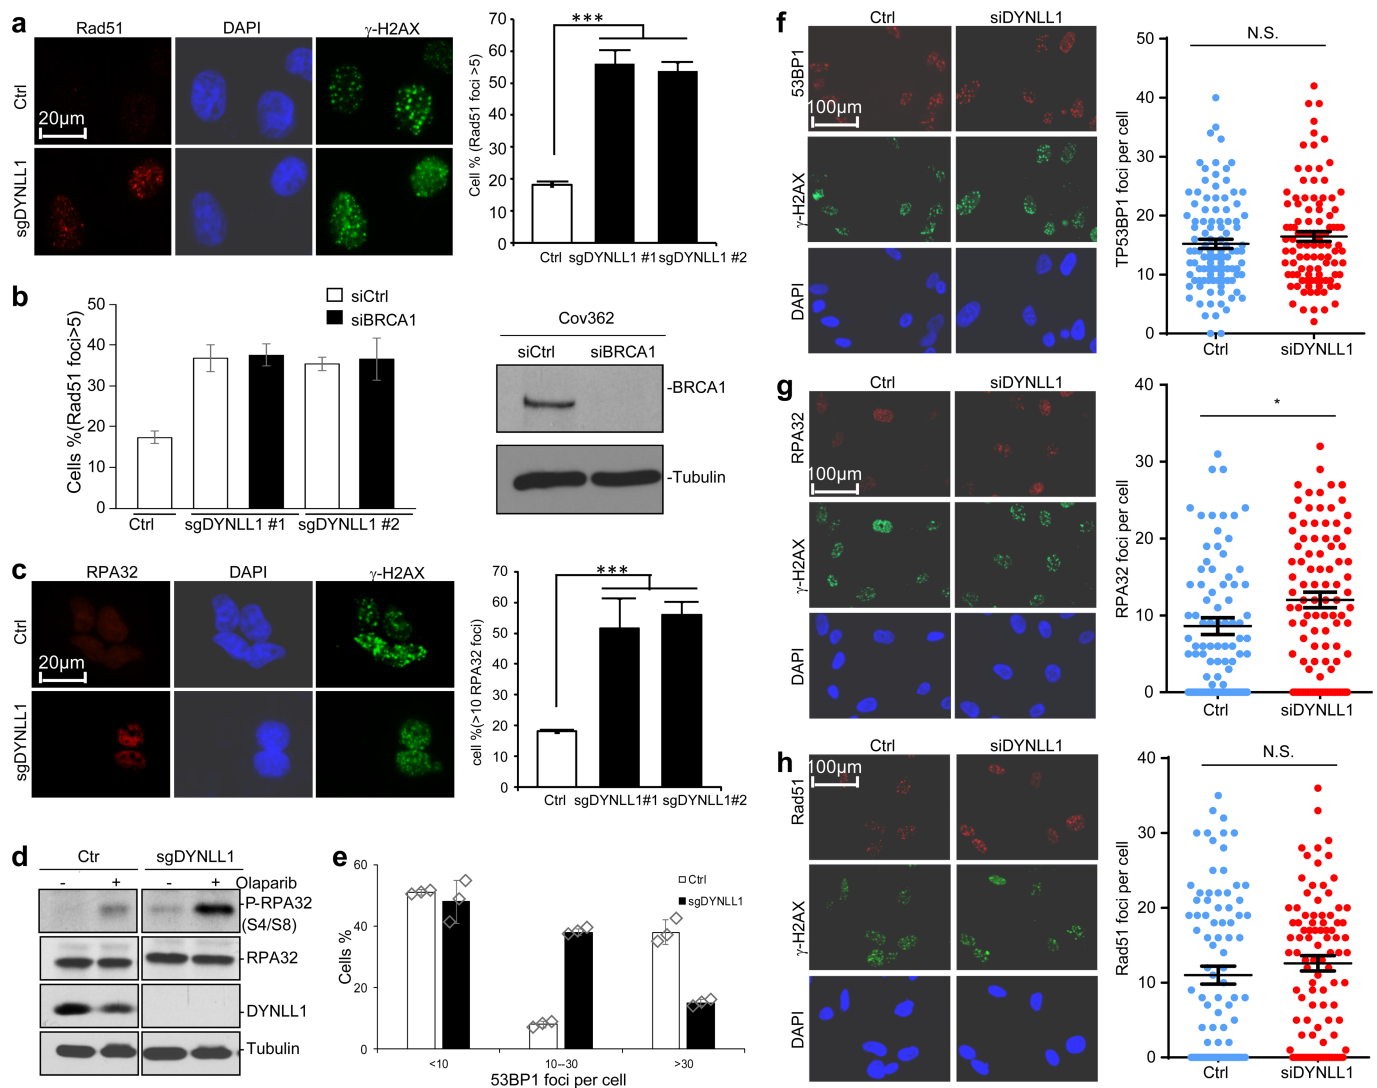 a
Rad51 DAPI γ-H2AX
Ctrl
20μm
sgDYNLL1
Cell % (Rad51 foci >5)
70
60
50
40
30
20
10
0
***
Ctrl sgDYNLL1 #1 sgDYNLL1 #2
b
Cells %(Rad51 foci>5)
50
40
30
20
10
0
siCtrl
siBRCA1
Ctrl sgDYNLL1 #1 sgDYNLL1 #2
Cov362
siCtrl siBRCA1
-BRCA1
-Tubulin
c
RPA32 DAPI γ-H2AX
Ctrl
20μm
sgDYNLL1
cell %(>10 RPA32 foci)
70
60
50
40
30
20
10
0
***
Ctrl sgDYNLL1#1 sgDYNLL1#2
d
Ctr sgDYNLL1
- + - + Olaparib
-P-RPA32
(S4/S8)
-RPA32
-DYNLL1
-Tubulin
e
Cells %
60
40
20
0
Ctrl
sgDYNLL1
<10 10--30 >30
53BP1 foci per cell
f
Ctrl siDYNLL1
53BP1
100μm
γ-H2AX
DAPI
TP53BP1 foci per cell
50
40
30
20
10
0
N.S.
Ctrl siDYNLL1
g
Ctrl siDYNLL1
RPA32
100μm
γ-H2AX
DAPI
RPA32 foci per cell
40
30
20
10
0
*
Ctrl siDYNLL1
h
Ctrl siDYNLL1
Rad51
100μm
γ-H2AX
DAPI
Rad51 foci per cell
40
30
20
10
0
N.S.
Ctrl siDYNLL1